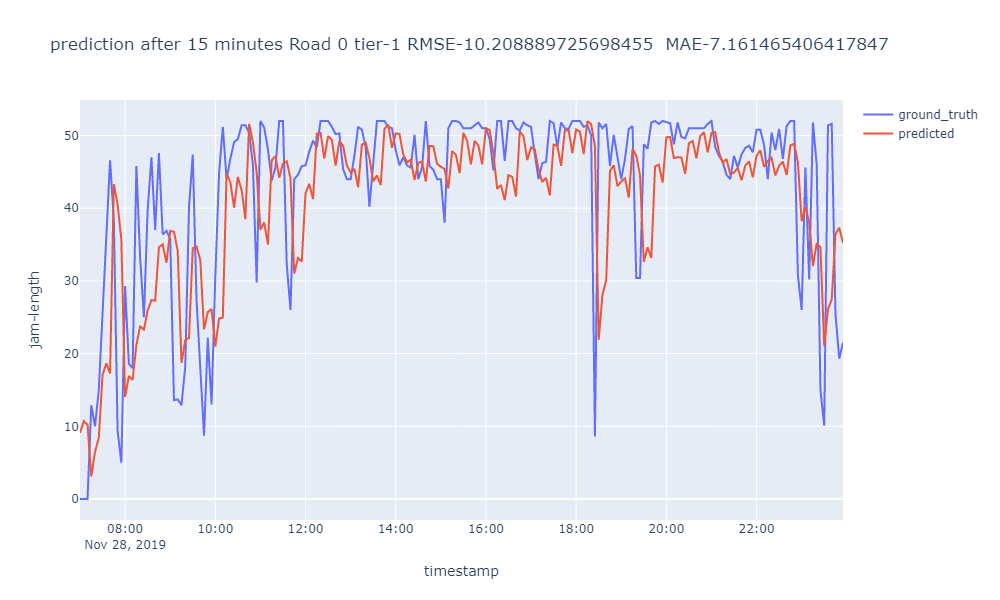 prediction after 15 minutes Road 0 tier-1 RMSE-10.208889725698455  MAE-7.161465406417847
ground_truth
predicted
50
40
30
20
10
0
jam-length
08:00 10:00 12:00 14:00 16:00 18:00 20:00 22:00
Nov 28, 2019
timestamp